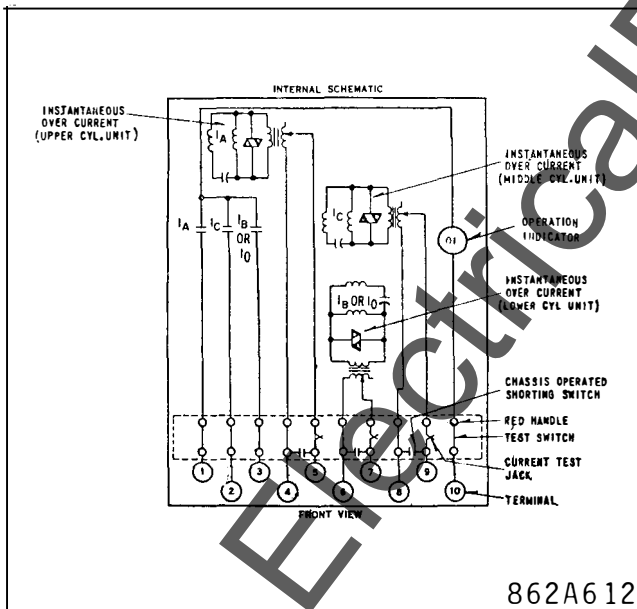 INTERNAL SCHEMATIC
INSTANTANEOUS
OVER CURRENT
(UPPER CYL.UNIT)
IA
INSTANTANEOUS
OVER CURRENT
(MIDDLE CYL.UNIT)
IC
IA
IC
IB
OR
IO
OI
OPERATION
INDICATOR
IB OR IO
INSTANTANEOUS
OVER CURRENT
(LOWER CYL UNIT)
CHASSIS OPERATED
SHORTING SWITCH
RED HANDLE
TEST SWITCH
CURRENT TEST
JACK
TERMINAL
1
2
3
4
5
6
7
8
9
10
FRONT VIEW
Electrical
862A612